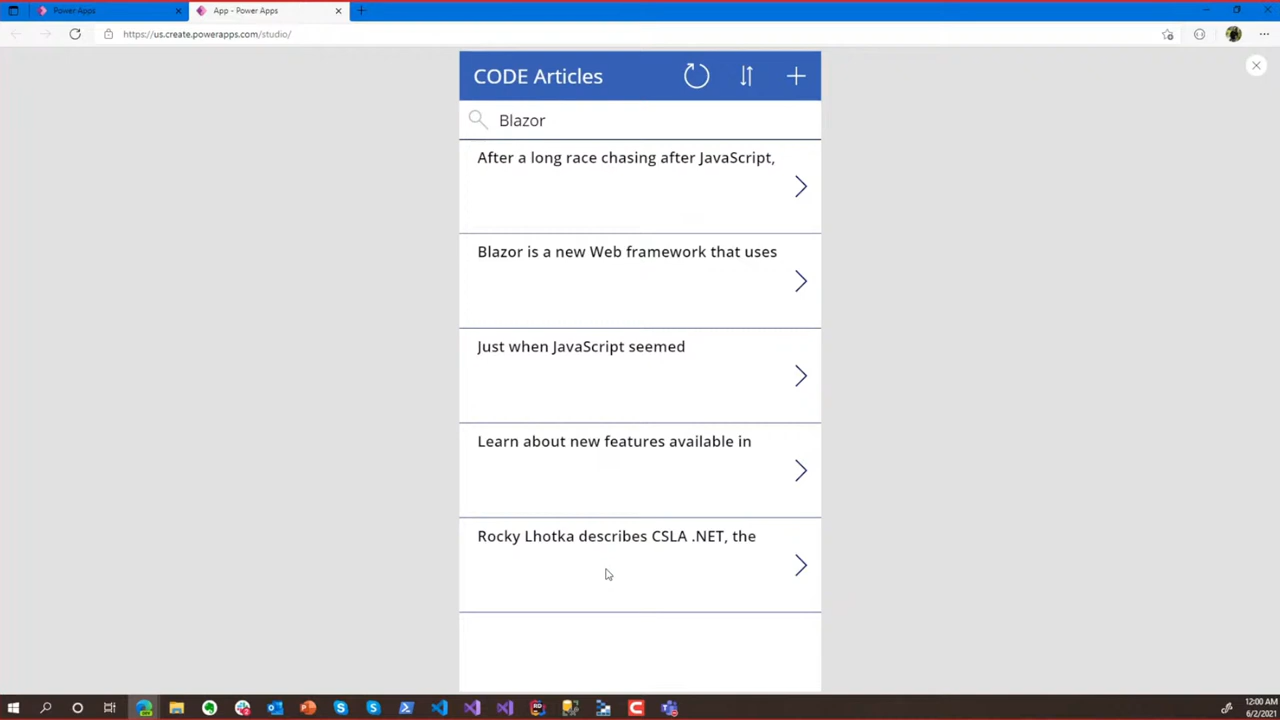 Power Apps
App - Power Apps
https://us.create.powerapps.com/studio/
CODE Articles
Blazor
After a long race chasing after JavaScript,
Blazor is a new Web framework that uses
Just when JavaScript seemed
Learn about new features available in
Rocky Lhotka describes CSLA .NET, the
12:00 AM
6/2/2021